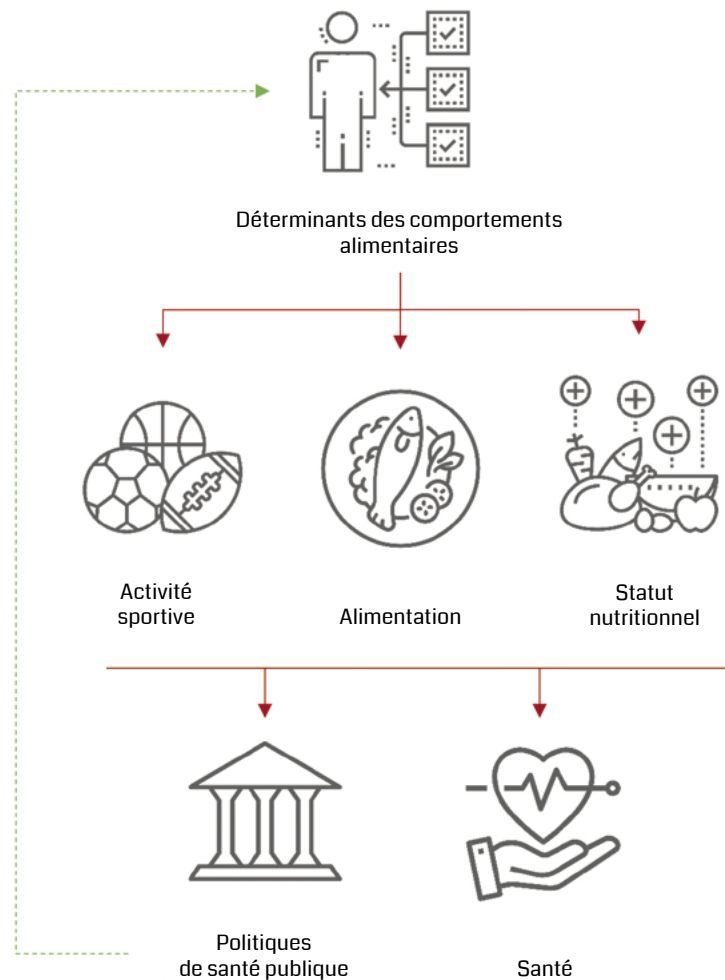 Déterminants des comportements
alimentaires
Activité
sportive
Alimentation
Statut
nutritionnel
Politiques
de santé publique
Santé